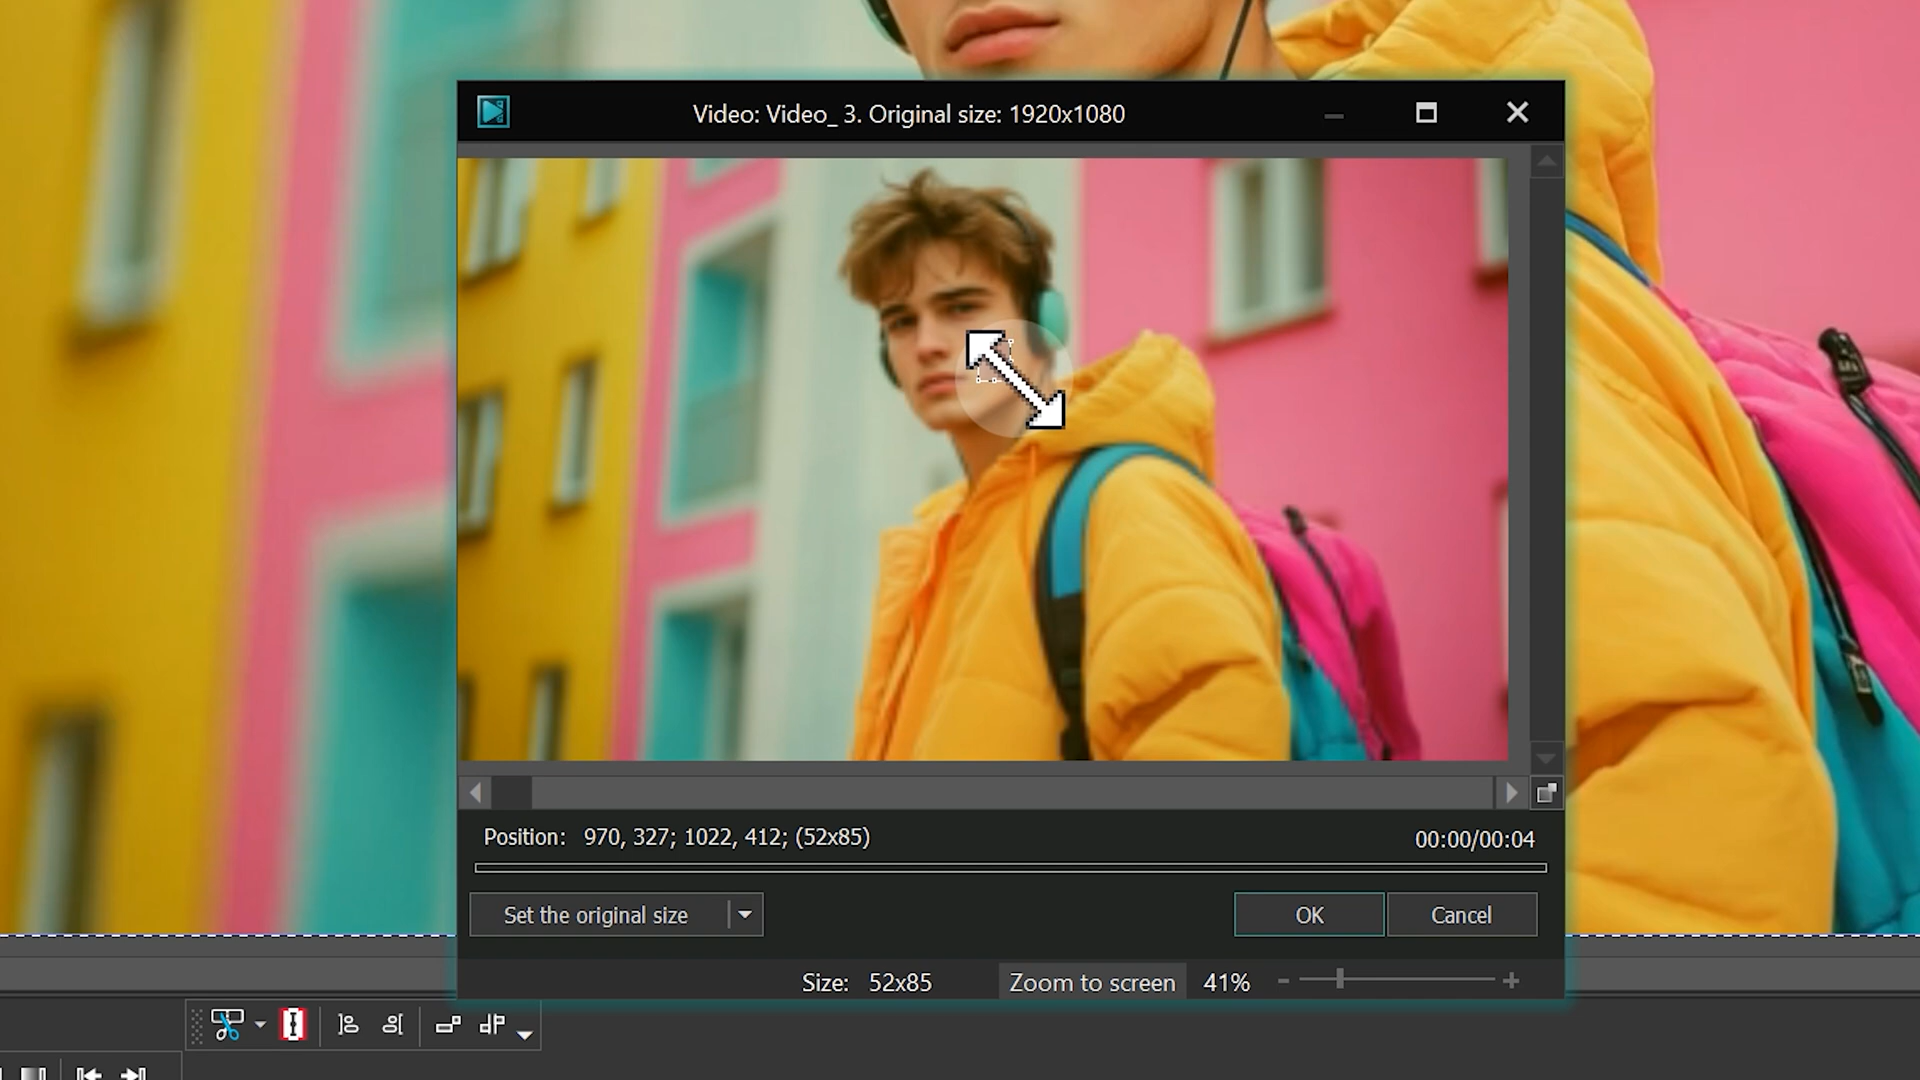 Video: Video_ 3. Original size: 1920x1080
Position: 970, 327; 1022, 412; (52x85)
00:00/00:04
Set the original size
OK
Cancel
Size: 52x85
Zoom to screen
41%